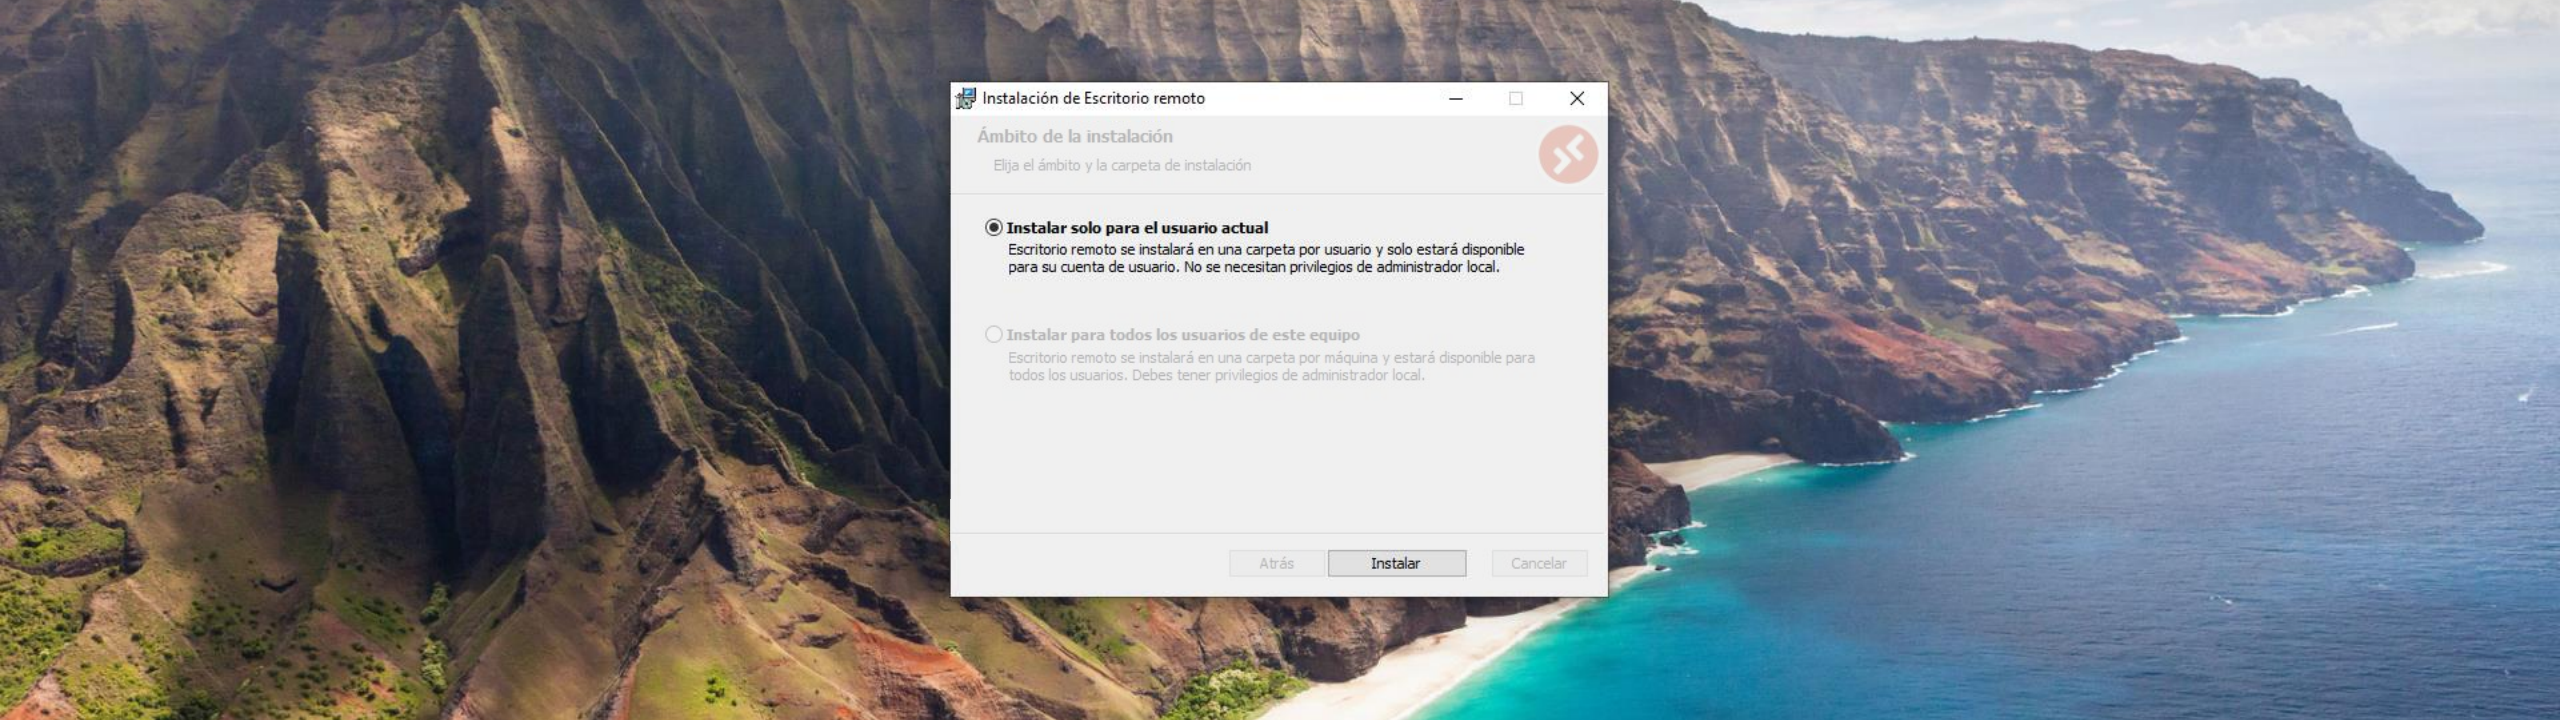 Instalación de Escritorio remoto
Ámbito de la instalación
Elija el ámbito y la carpeta de instalación
Instalar solo para el usuario actual
Escritorio remoto se instalará en una carpeta por usuario y solo estará disponible
para su cuenta de usuario. No se necesitan privilegios de administrador local.
Instalar para todos los usuarios de este equipo
Escritorio remoto se instalará en una carpeta por máquina y estará disponible para
todos los usuarios. Debes tener privilegios de administrador local.
Atrás Instalar Cancelar